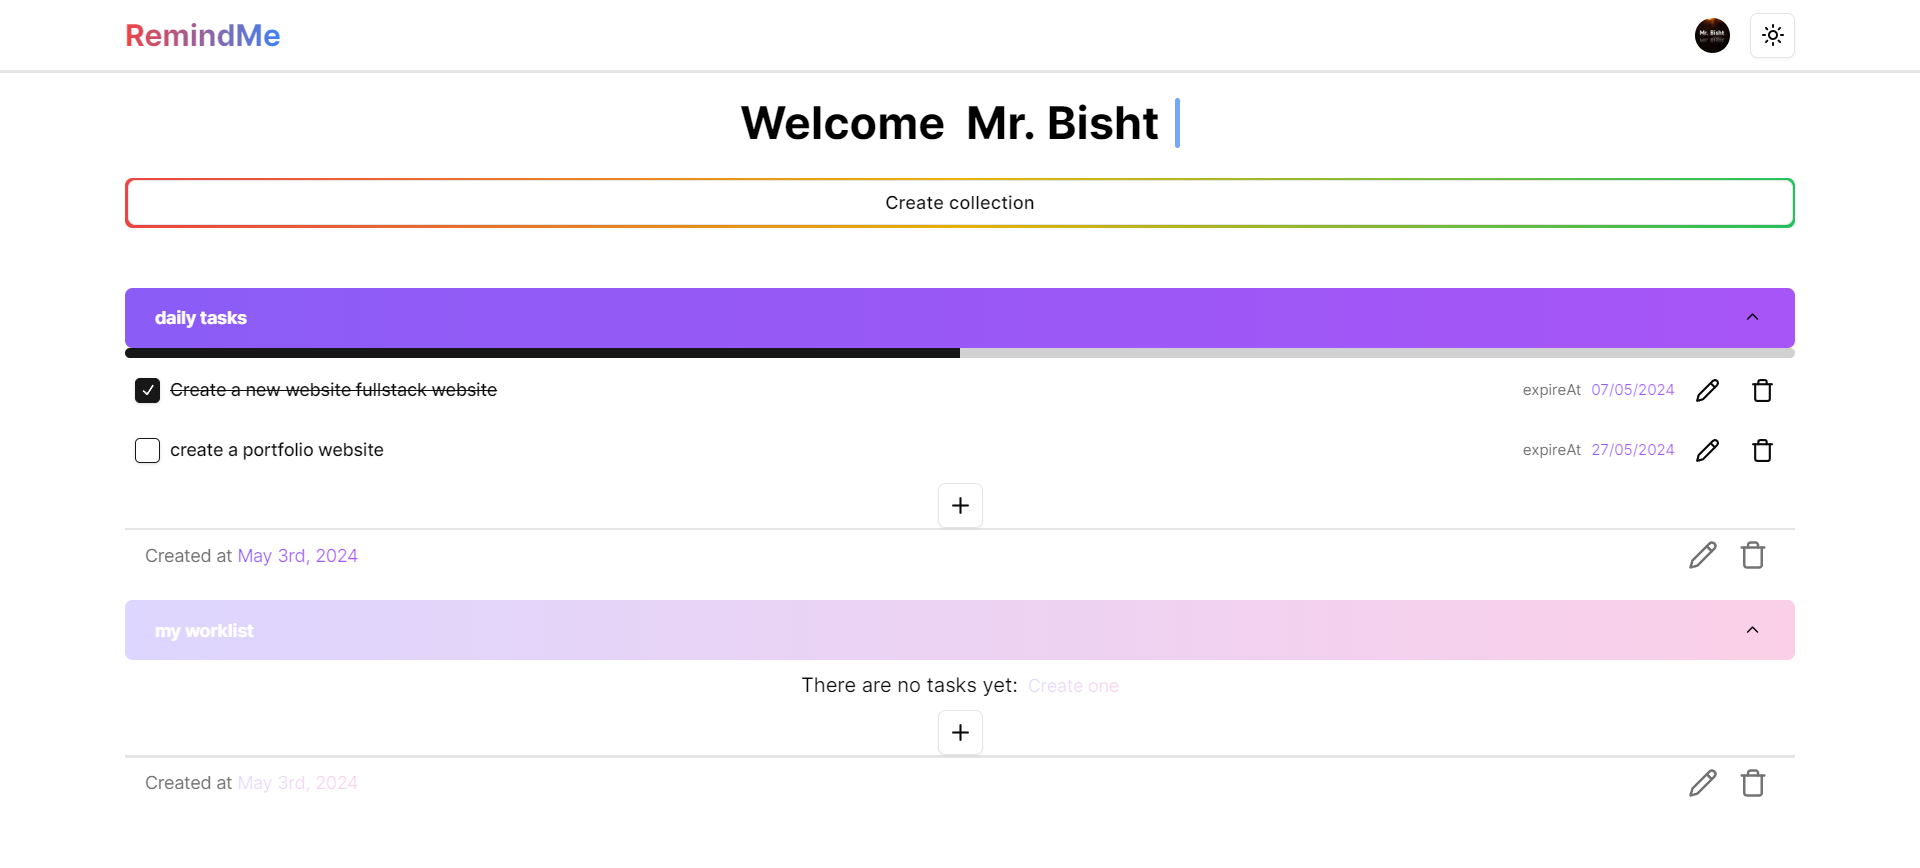 RemindMe
Mr. Bisht
Welcome Mr. Bisht
Create collection
daily tasks
Create a new website fullstack website expireAt 07/05/2024
create a portfolio website expireAt 27/05/2024
Created at May 3rd, 2024
my worklist
There are no tasks yet: Create one
Created at May 3rd, 2024